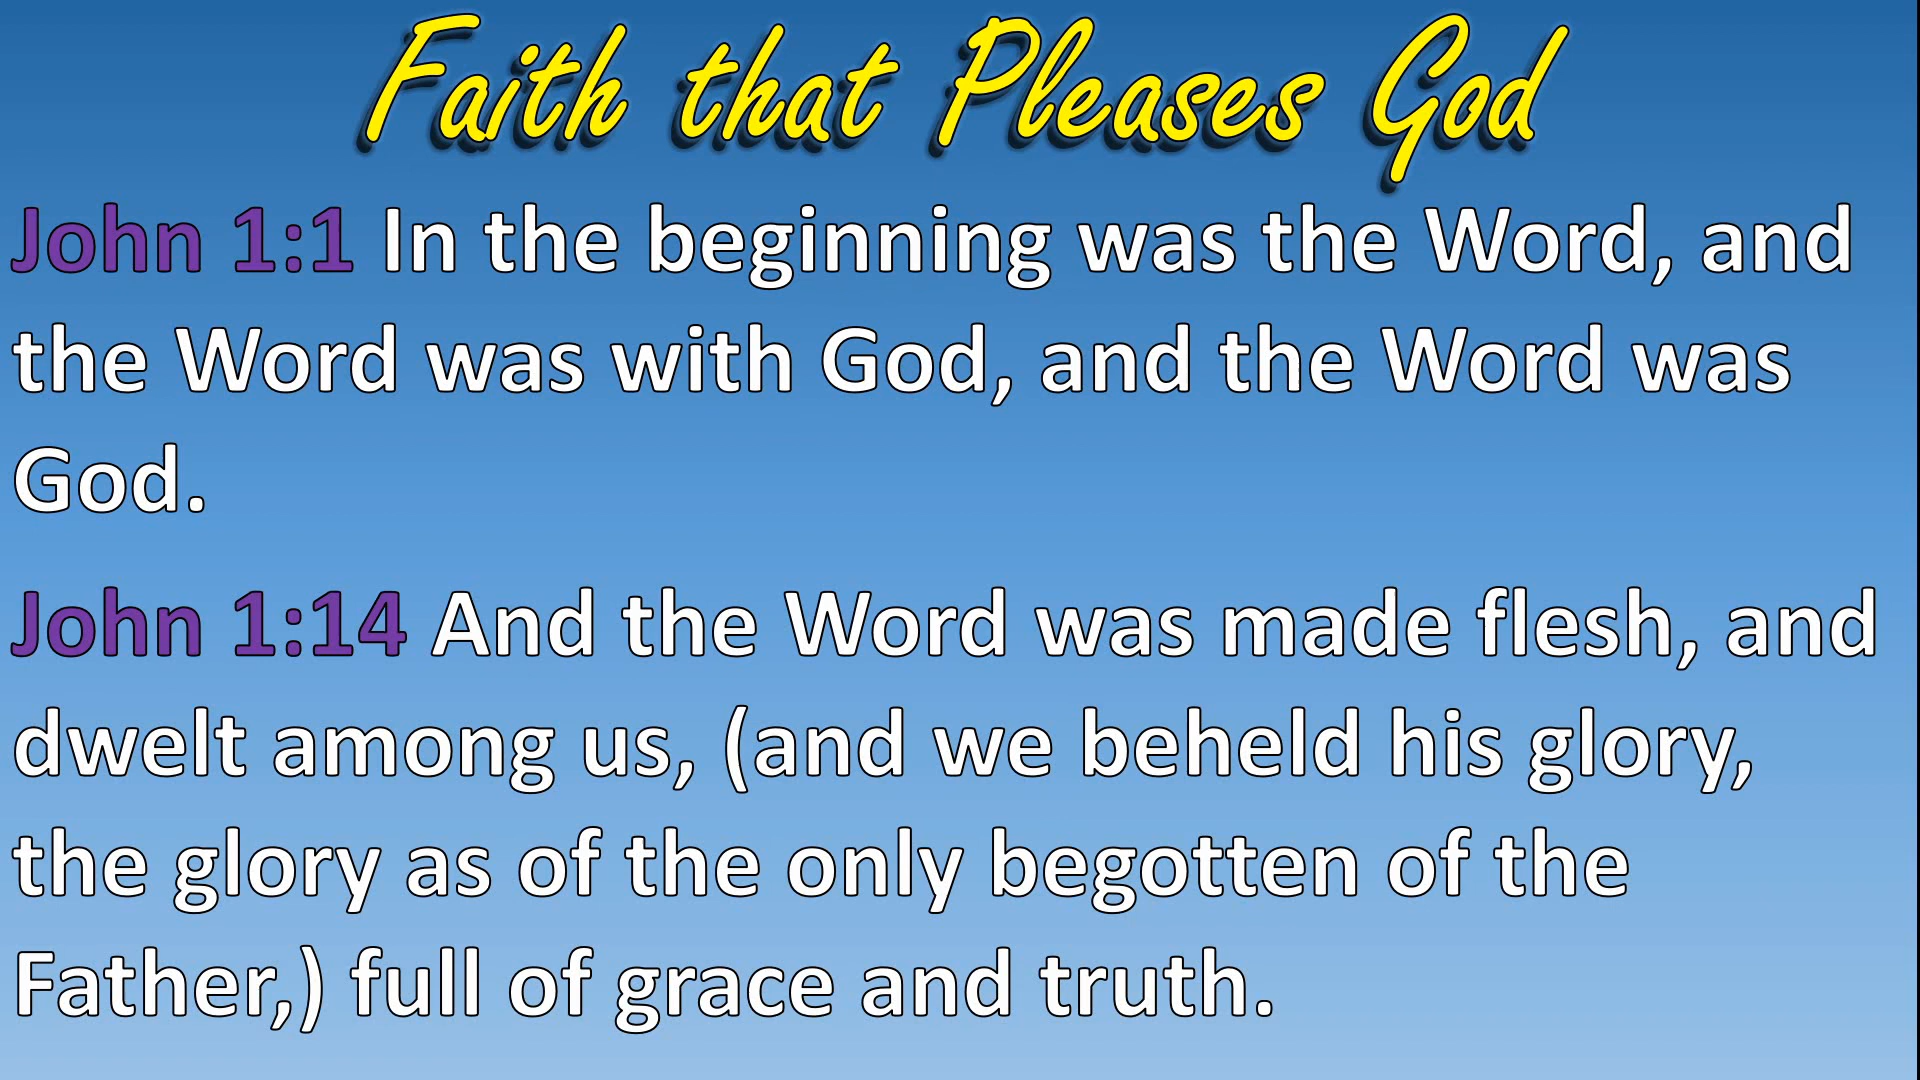 Faith that Pleases God
John 1:1 In the beginning was the Word, and
the Word was with God, and the Word was
God.
John 1:14 And the Word was made flesh, and
dwelt among us, (and we beheld his glory,
the glory as of the only begotten of the
Father,) full of grace and truth.